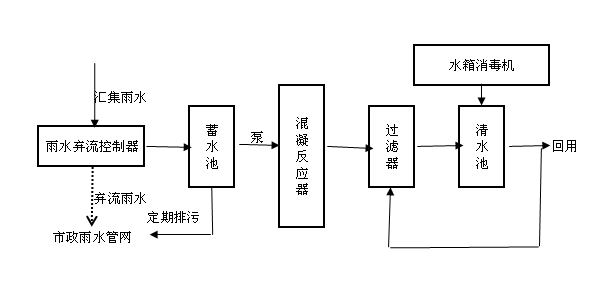 水箱消毒机
汇集雨水
雨水弃流控制器
蓄水池
泵
混凝反应器
过滤器
清水池
回用
弃流雨水
定期排污
市政雨水管网